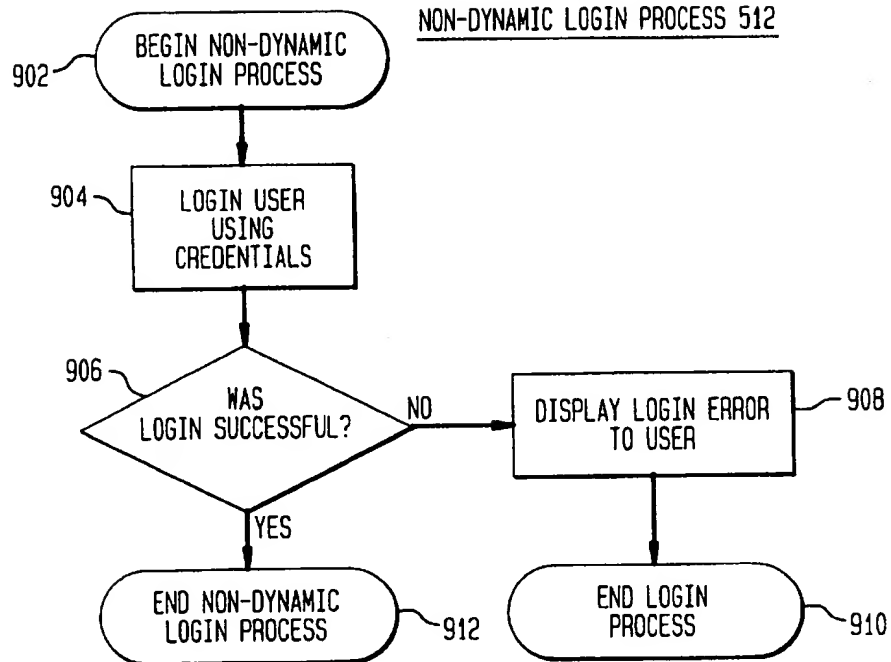 NON-DYNAMIC LOGIN PROCESS 512
BEGIN NON-DYNAMIC
LOGIN PROCESS
902
904
LOGIN USER
USING
CREDENTIALS
906
WAS
LOGIN SUCCESSFUL?
NO
DISPLAY LOGIN ERROR
TO USER
908
YES
END NON-DYNAMIC
LOGIN PROCESS
912
END LOGIN
PROCESS
910